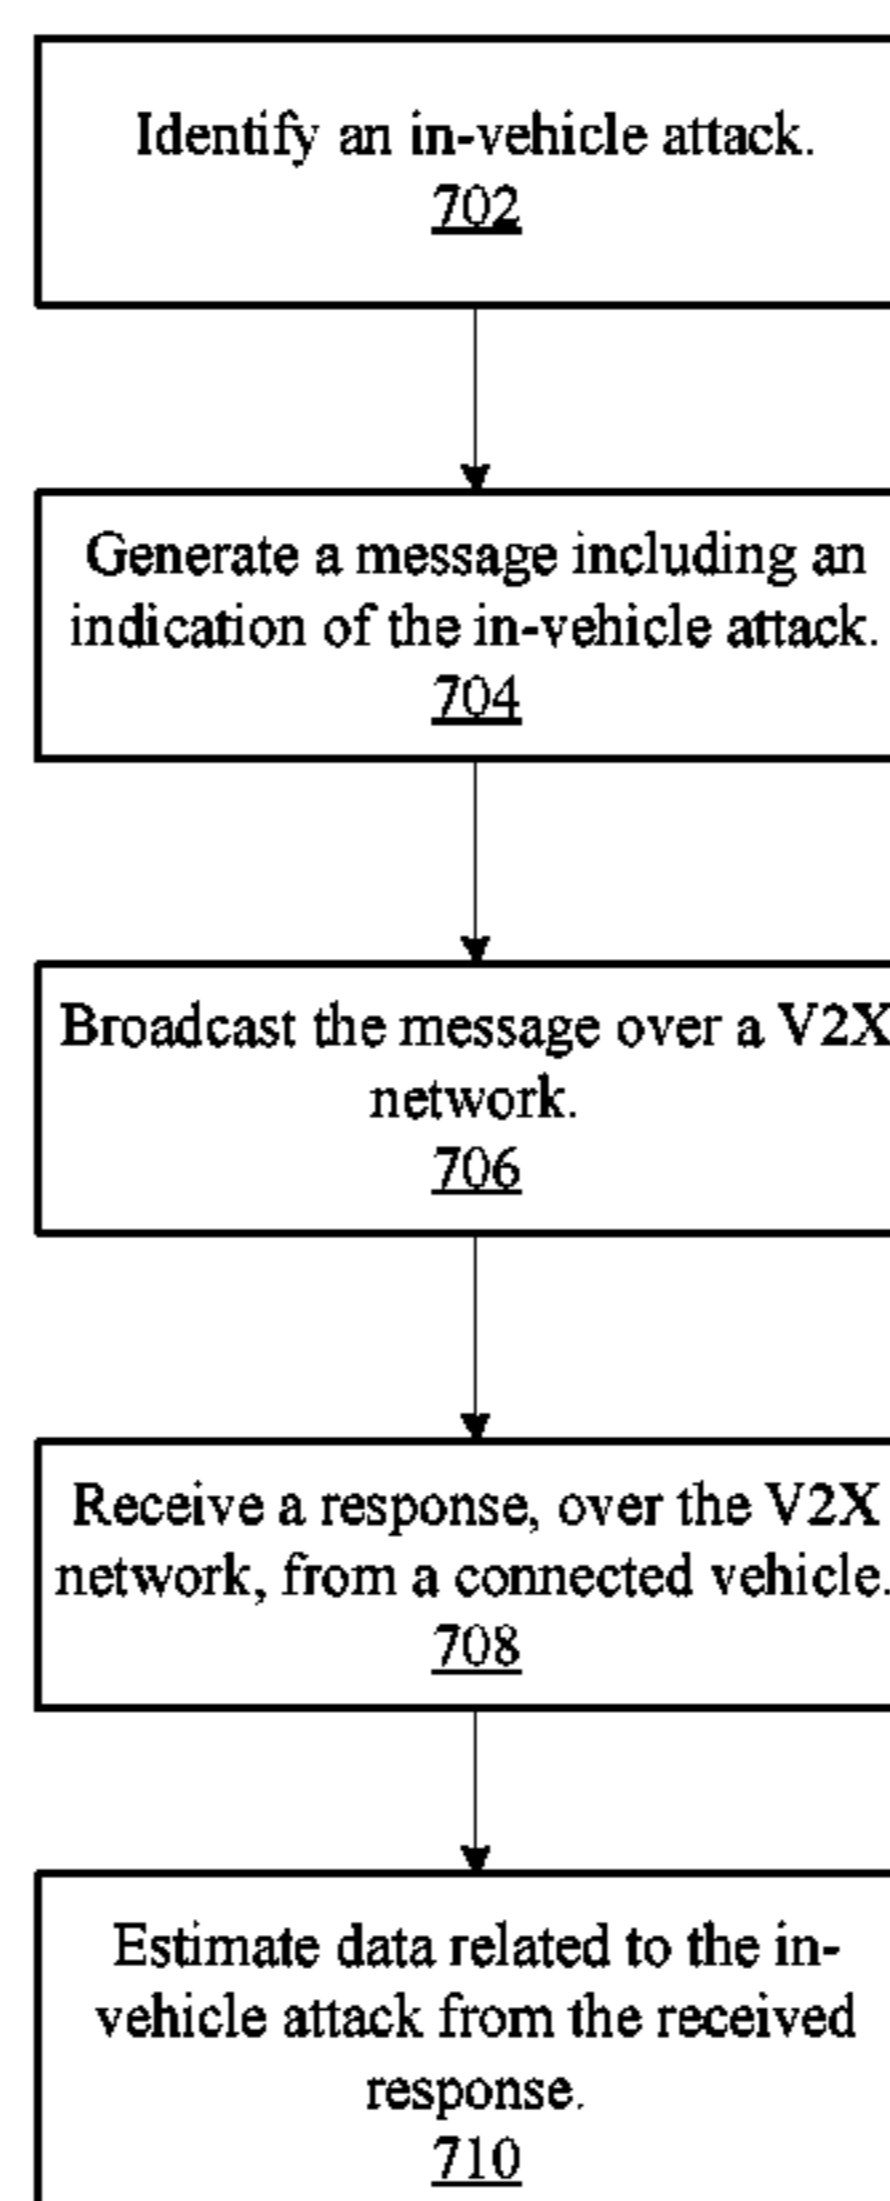 Identify an in-vehicle attack.
702
Generate a message including an
indication of the in-vehicle attack.
704
Broadcast the message over a V2X
network.
706
Receive a response, over the V2X
network, from a connected vehicle.
708
Estimate data related to the in-
vehicle attack from the received
response.
710